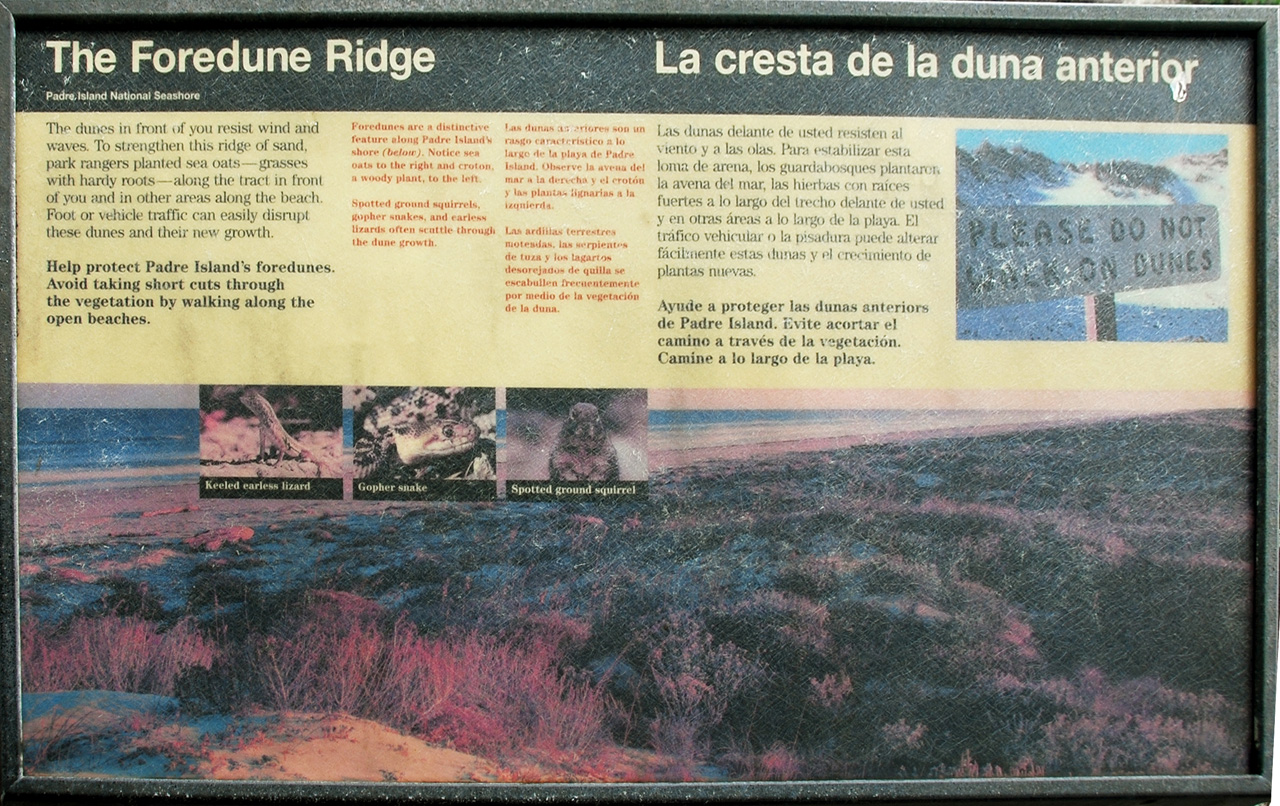 The Foredune Ridge
Padre Island National Seashore
La cresta de la duna anterior
The dunes in front of you resist wind and
waves. To strengthen this ridge of sand,
park rangers planted sea oats—grasses
with hardy roots—along the tract in front
of you and in other areas along the beach.
Foot or vehicle traffic can easily disrupt
these dunes and their new growth.
Help protect Padre Island's foredunes.
Avoid taking short cuts through
the vegetation by walking along the
open beaches.
Foredunes are a distinctive
feature along Padre Island's
shore (below). Notice sea
oats to the right and croton,
a woody plant, to the left.
Spotted ground squirrels,
gopher snakes, and earless
lizards often scuttle through
the dune growth.
Las dunas anteriores son un
rasgo característico a lo
largo de la playa de Padre
Island. Observe la avena del
mar a la derecha y el crotón
y las plantas lignarias a la
izquierda.
Las ardillas terrestres
motendas, las serpientes
de tuza y los lagartos
desorejados de quilla se
escabullen frecuentemente
por medio de la vegetación
de la duna.
Las dunas delante de usted resisten al
viento y a las olas. Para estabilizar esta
loma de arena, los guardabosques plantaron
la avena del mar, las hierbas con raíces
fuertes a lo largo del trecho delante de usted
y en otras áreas a lo largo de la playa. El
tráfico vehicular o la pisadura puede alterar
fácilmente estas dunas y el crecimiento de
plantas nuevas.
Ayude a proteger las dunas anteriors
de Padre Island. Evite acortar el
camino a través de la vegetación.
Camine a lo largo de la playa.
PLEASE DO NOT
ON DUNES
Keeled earless lizard
Gopher snake
Spotted ground squirrel